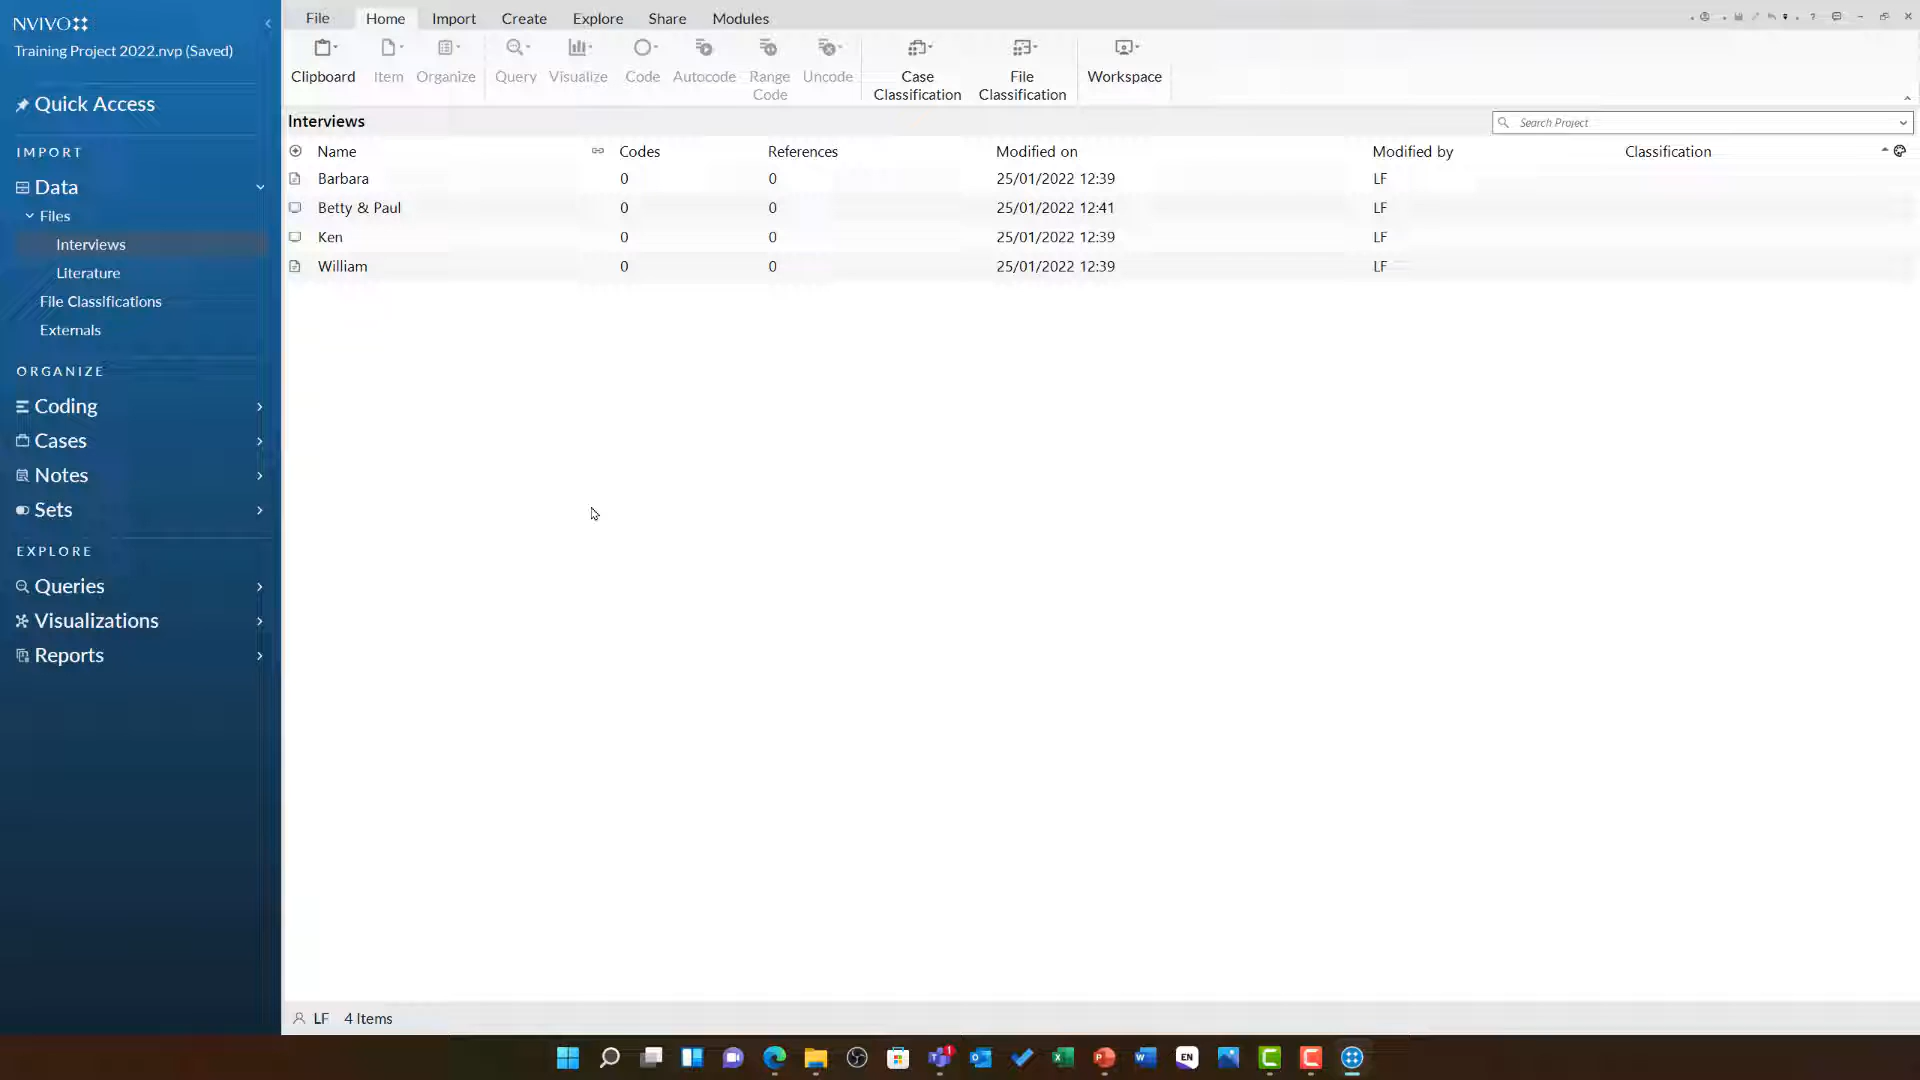 NVIVO
Training Project 2022.nvp (Saved)
Quick Access
IMPORT
Data
Files
Interviews
Literature
File Classifications
Externals
ORGANIZE
Coding
Cases
Notes
Sets
EXPLORE
Queries
Visualizations
Reports
File Home Import Create Explore Share Modules
Clipboard Item Organize Query Visualize Code Autocode Range Code Uncode Case Classification File Classification Workspace
Interviews
Search Project
Name Codes References Modified on Modified by Classification
Barbara 0 0 25/01/2022 12:39 LF
Betty & Paul 0 0 25/01/2022 12:41 LF
Ken 0 0 25/01/2022 12:39 LF
William 0 0 25/01/2022 12:39 LF
LF 4 Items
EN